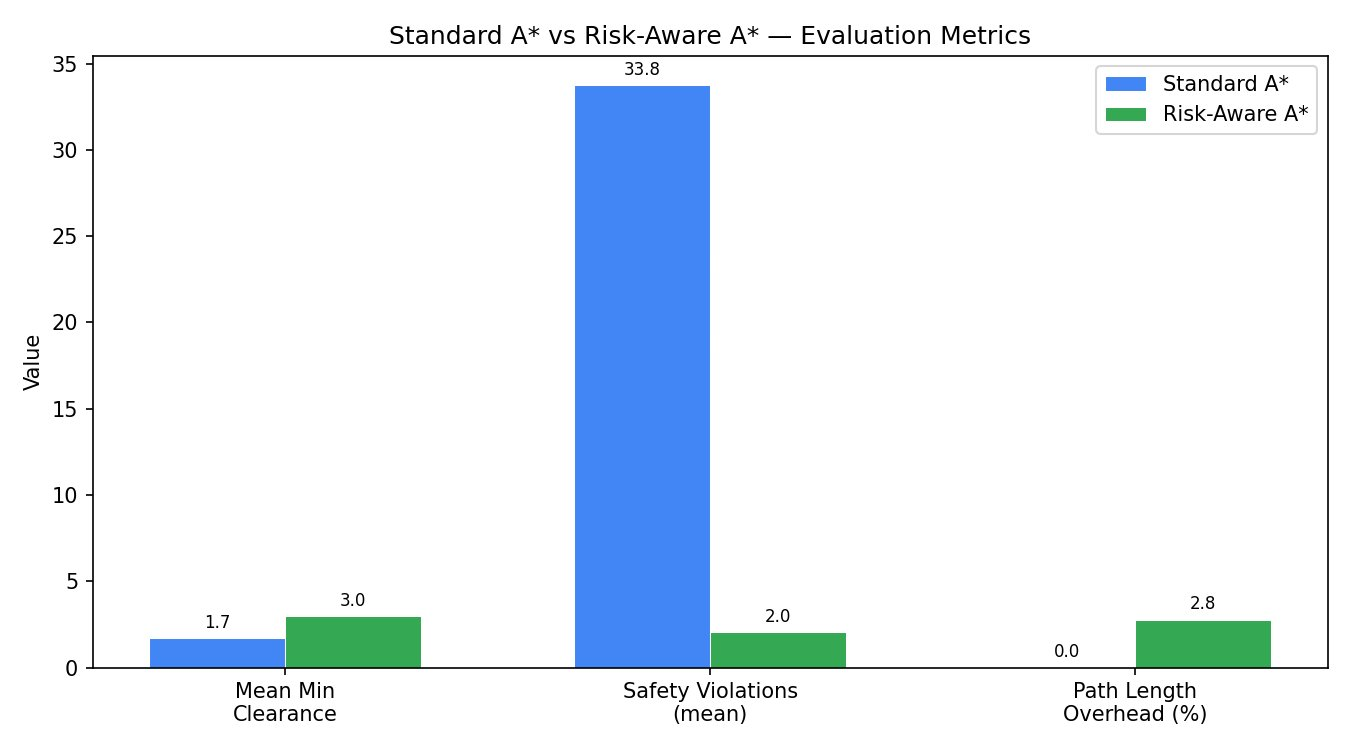 Standard A* vs Risk-Aware A* — Evaluation Metrics
Standard A*
Risk-Aware A*
Value
35
30
25
20
15
10
5
0
1.7
3.0
33.8
2.0
0.0
2.8
Mean Min
Clearance
Safety Violations
(mean)
Path Length
Overhead (%)